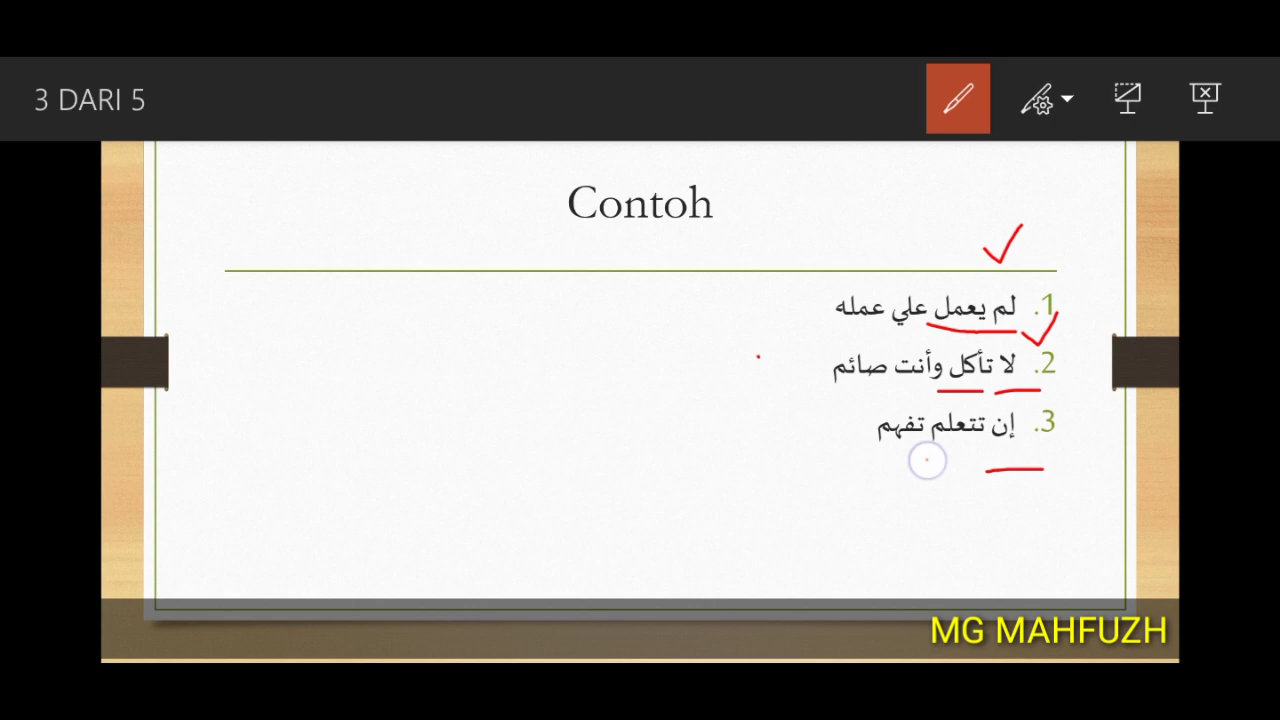 3 DARI 5
Contoh
1. لم يعمل علي عمله
2. لا تأكل وأنت صائم
3. إن تتعلم تفهم
MG MAHFUZH